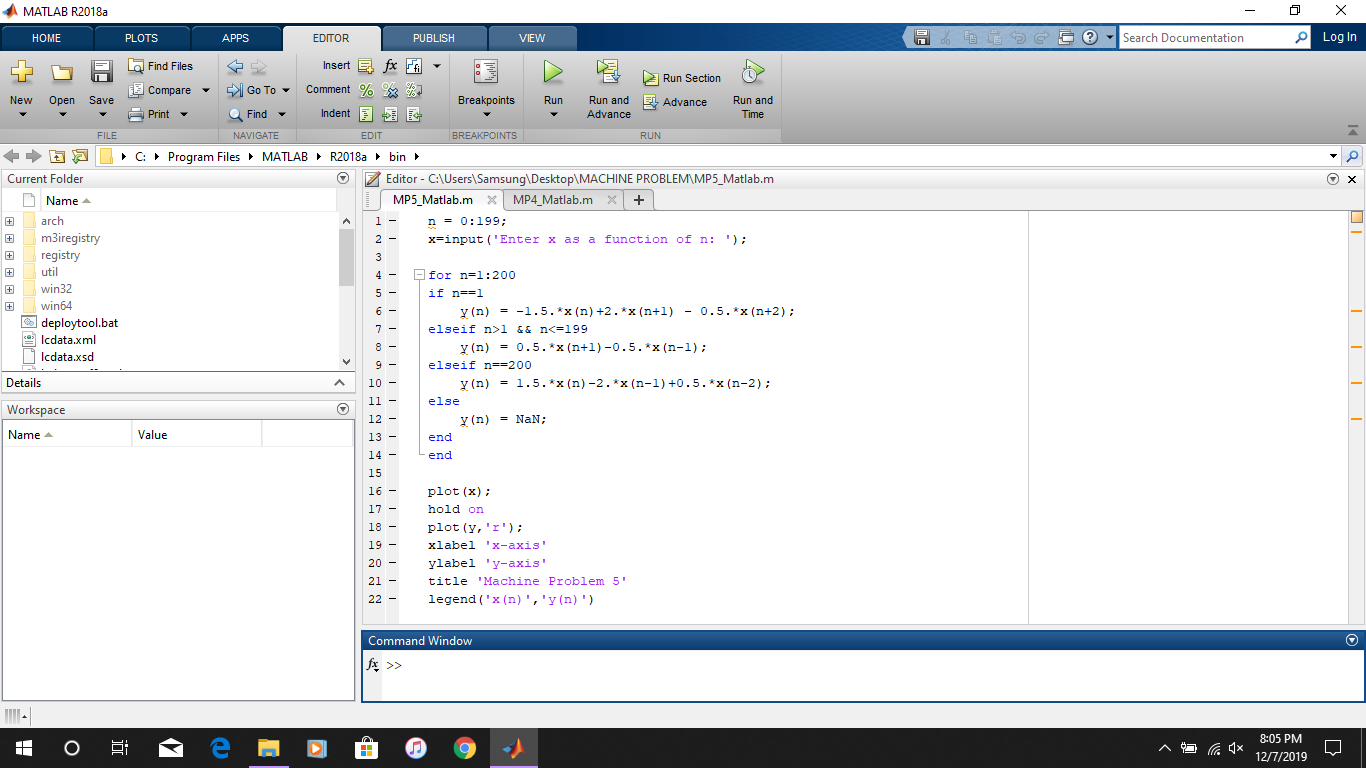 MATLAB R2018a
HOME PLOTS APPS EDITOR PUBLISH VIEW
Search Documentation
Log In
New
Open
Save
Find Files
Compare
Print
FILE
Go To
Find
NAVIGATE
Insert
fx
fi
Comment
%
Indent
EDIT
Breakpoints
BREAKPOINTS
Run
Run and Advance
Run Section
Advance
Run and Time
RUN
C: Program Files MATLAB R2018a bin
Current Folder
Name
arch
m3iregistry
registry
util
win32
win64
deploytool.bat
lcdata.xml
lcdata.xsd
Details
Workspace
Name Value
Editor - C:\Users\Samsung\Desktop\MACHINE PROBLEM\MP5_Matlab.m
MP5_Matlab.m MP4_Matlab.m +
1 – n = 0:199;
2 – x=input('Enter x as a function of n: ');
3
4 – for n=1:200
5 – if n==1
6 – y(n) = -1.5.*x(n)+2.*x(n+1) - 0.5.*x(n+2);
7 – elseif n>1 && n<=199
8 – y(n) = 0.5.*x(n+1)-0.5.*x(n-1);
9 – elseif n==200
10 – y(n) = 1.5.*x(n)-2.*x(n-1)+0.5.*x(n-2);
11 – else
12 – y(n) = NaN;
13 – end
14 – end
15
16 – plot(x);
17 – hold on
18 – plot(y,'r');
19 – xlabel 'x-axis'
20 – ylabel 'y-axis'
21 – title 'Machine Problem 5'
22 – legend('x(n)','y(n)')
Command Window
fx >>
8:05 PM
12/7/2019